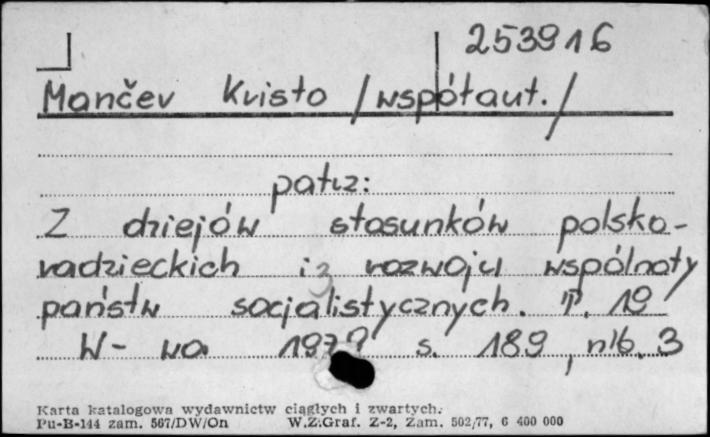 253916
Mančev Kristo /współaut./
patrz:
Z dziejów stosunków polsko-
radzieckich i rozwoju wspólnoty
państw socjalistycznych. T. 19
W-wa 1979 s. 189, nlb. 3
Karta katalogowa wydawnictw ciągłych i zwartych.
Pu-B-144 zam. 567/DW/On W.Z.Graf. Z-2, Zam. 502/77, 6 400 000